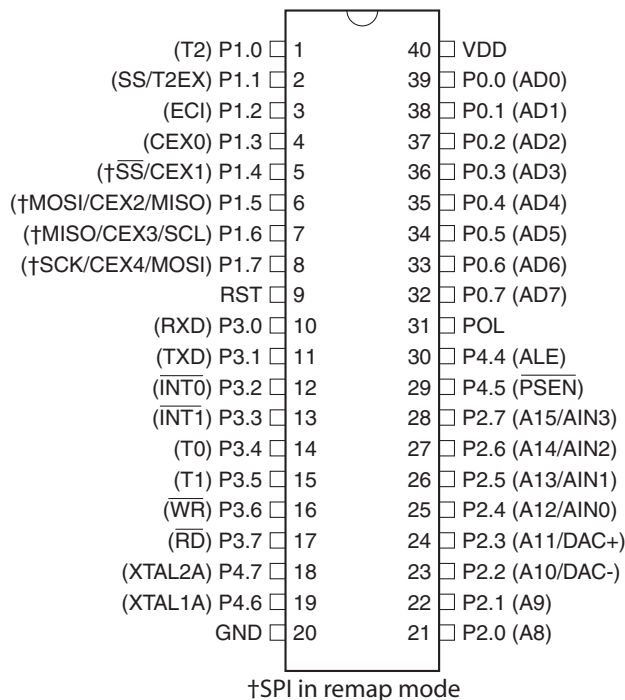 (T2) P1.0 1 40 VDD
(SS/T2EX) P1.1 2 39 P0.0 (AD0)
(ECI) P1.2 3 38 P0.1 (AD1)
(CEX0) P1.3 4 37 P0.2 (AD2)
(†S̅S̅/CEX1) P1.4 5 36 P0.3 (AD3)
(†MOSI/CEX2/MISO) P1.5 6 35 P0.4 (AD4)
(†MISO/CEX3/SCL) P1.6 7 34 P0.5 (AD5)
(†SCK/CEX4/MOSI) P1.7 8 33 P0.6 (AD6)
RST 9 32 P0.7 (AD7)
(RXD) P3.0 10 31 POL
(TXD) P3.1 11 30 P4.4 (ALE)
(I̅N̅T̅0̅) P3.2 12 29 P4.5 (P̅S̅E̅N̅)
(I̅N̅T̅1̅) P3.3 13 28 P2.7 (A15/AIN3)
(T0) P3.4 14 27 P2.6 (A14/AIN2)
(T1) P3.5 15 26 P2.5 (A13/AIN1)
(W̅R̅) P3.6 16 25 P2.4 (A12/AIN0)
(R̅D̅) P3.7 17 24 P2.3 (A11/DAC+)
(XTAL2A) P4.7 18 23 P2.2 (A10/DAC-)
(XTAL1A) P4.6 19 22 P2.1 (A9)
GND 20 21 P2.0 (A8)
†SPI in remap mode